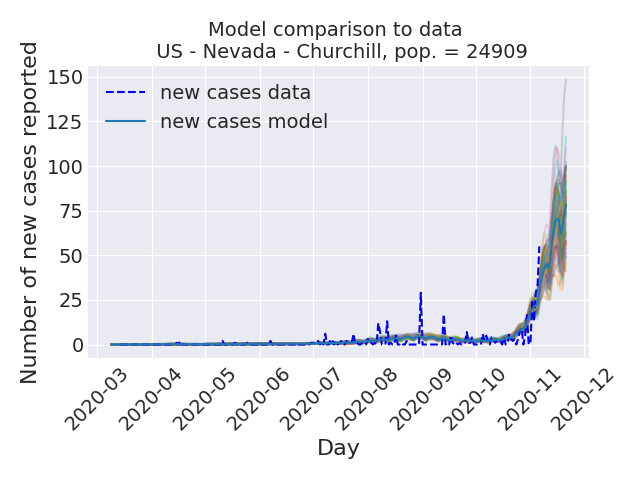 Model comparison to data
US - Nevada - Churchill, pop. = 24909
new cases data
new cases model
Number of new cases reported
150
125
100
75
50
25
0
2020-03
2020-04
2020-05
2020-06
2020-07
2020-08
2020-09
2020-10
2020-11
2020-12
Day